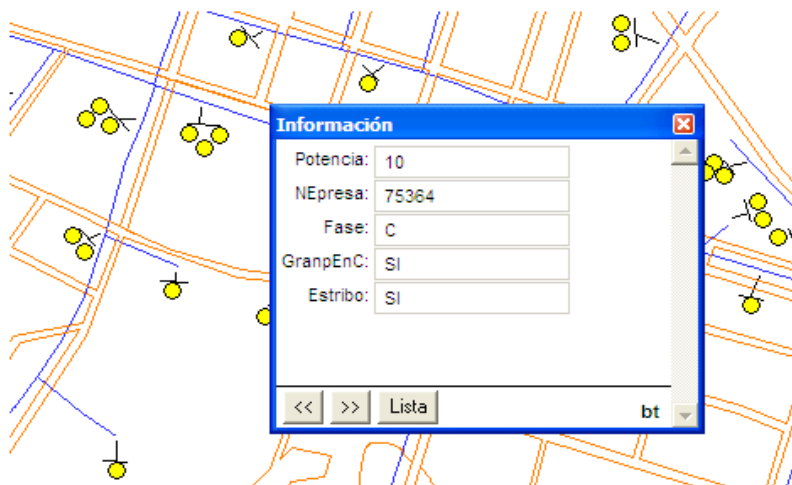 Información
Potencia: 10
NEpresa: 75364
Fase: C
GranpEnC: SI
Estribo: SI
<< >> Lista bt